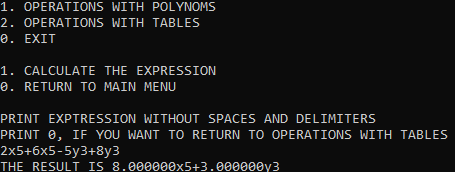 1. OPERATIONS WITH POLYNOMS
2. OPERATIONS WITH TABLES
0. EXIT
1. CALCULATE THE EXPRESSION
0. RETURN TO MAIN MENU
PRINT EXPTRESSION WITHOUT SPACES AND DELIMITERS
PRINT 0, IF YOU WANT TO RETURN TO OPERATIONS WITH TABLES
2x5+6x5-5y3+8y3
THE RESULT IS 8.000000x5+3.000000y3